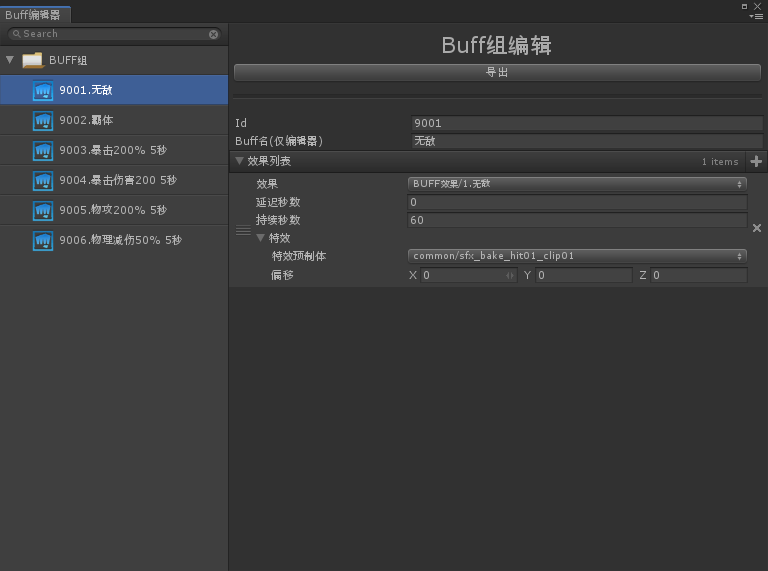 Buff编辑器
Search
BUFF组
9001.无敌
9002.霸体
9003.暴击200% 5秒
9004.暴击伤害200 5秒
9005.物攻200% 5秒
9006.物理减伤50% 5秒
Buff组编辑
导出
Id 9001
Buff名(仅编辑器) 无敌
效果列表 1 items
效果 BUFF效果/1.无敌
延迟秒数 0
持续秒数 60
特效
特效预制体 common/sfx_bake_hit01_clip01
偏移 X 0 Y 0 Z 0